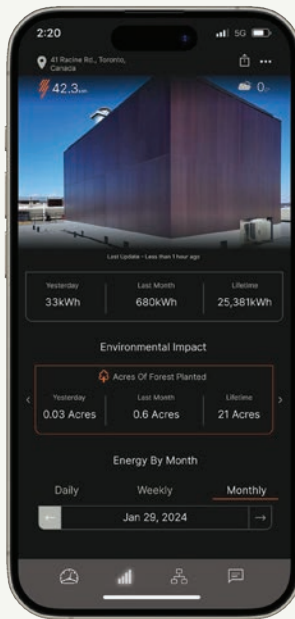 2:20
5G
41 Racine Rd., Toronto,
Canaca
42.3
0
Last Update - Less than 1 hour ago
Yesterday Last Month Lifetime
33kWh 680kWh 25,381kWh
Environmental Impact
Acres Of Forest Planted
Yesterday Last Month Lifetime
0.03 Acres 0.6 Acres 21 Acres
Energy By Month
Daily Weekly Monthly
← Jan 29, 2024 →